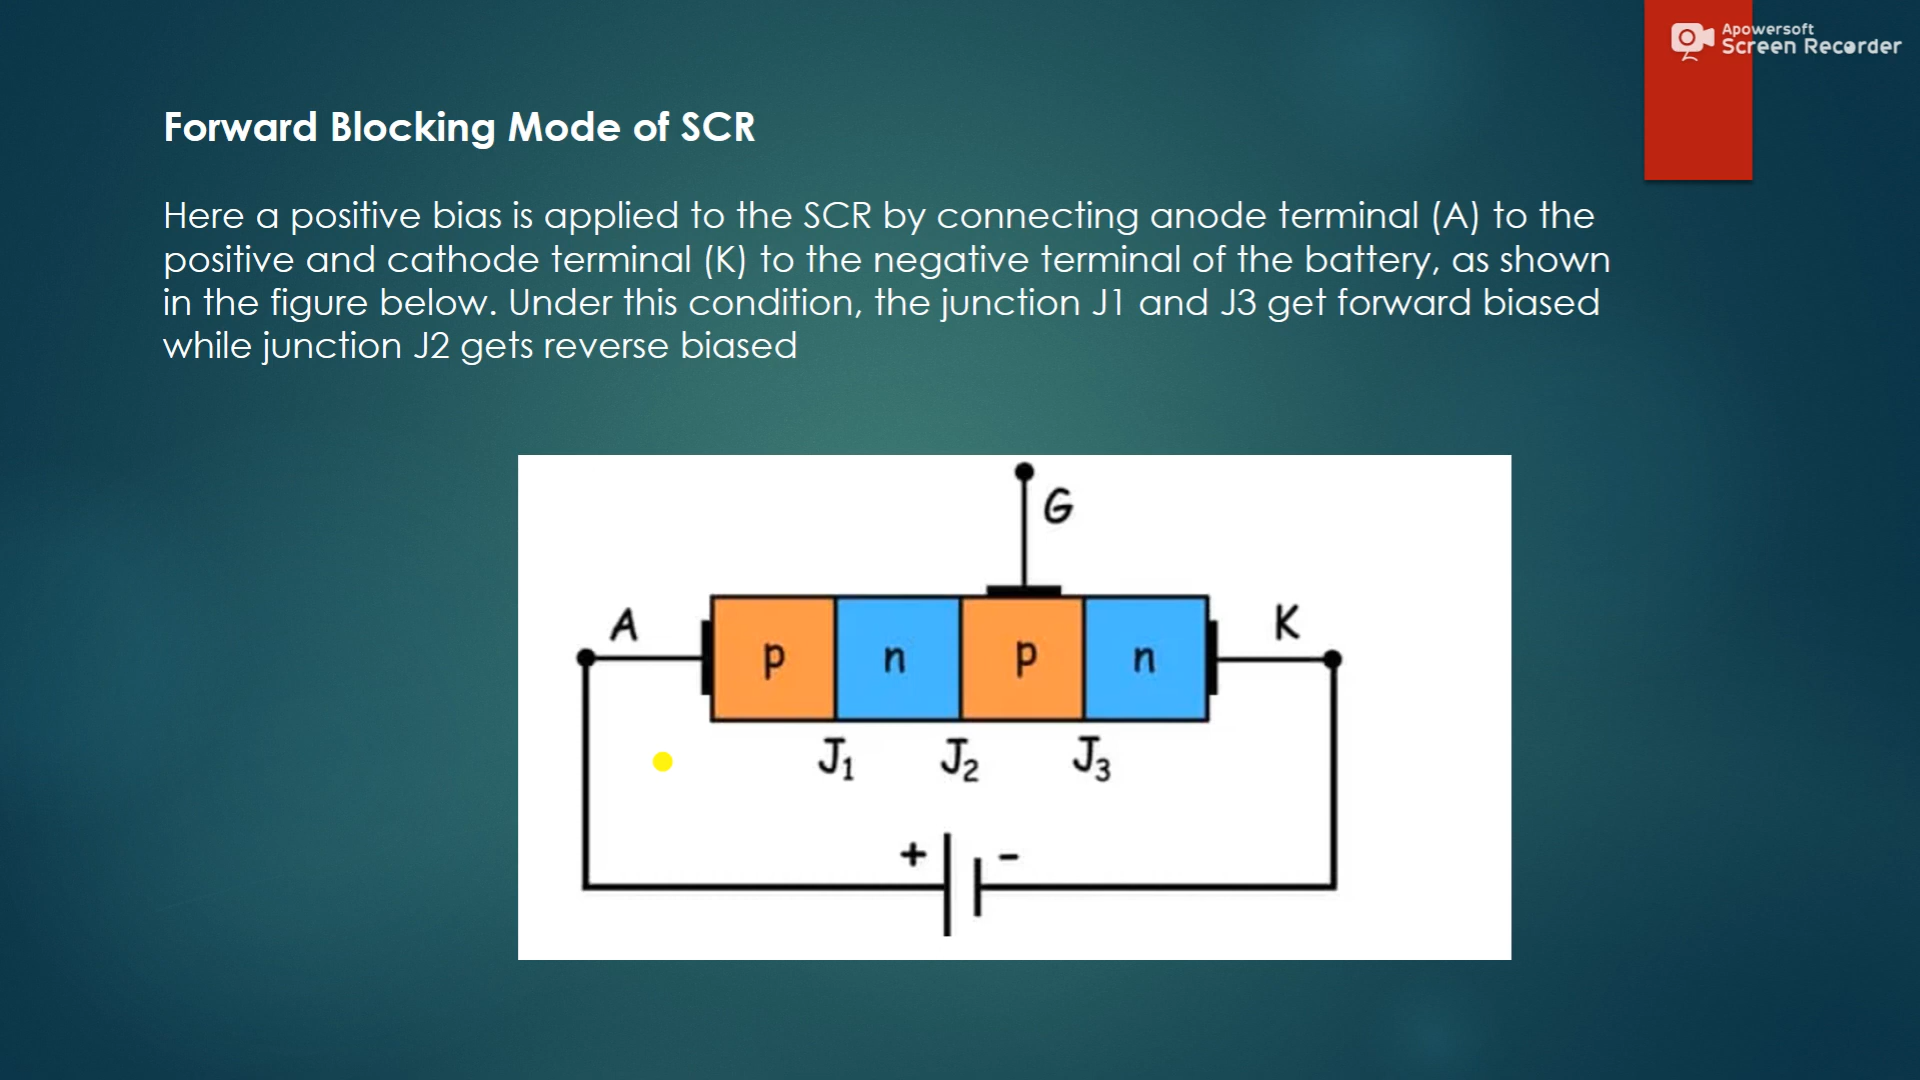 Apowersoft
Screen Recorder
Forward Blocking Mode of SCR
Here a positive bias is applied to the SCR by connecting anode terminal (A) to the
positive and cathode terminal (K) to the negative terminal of the battery, as shown
in the figure below. Under this condition, the junction J1 and J3 get forward biased
while junction J2 gets reverse biased
G
A
K
p n p n
J₁ J₂ J₃
+ -